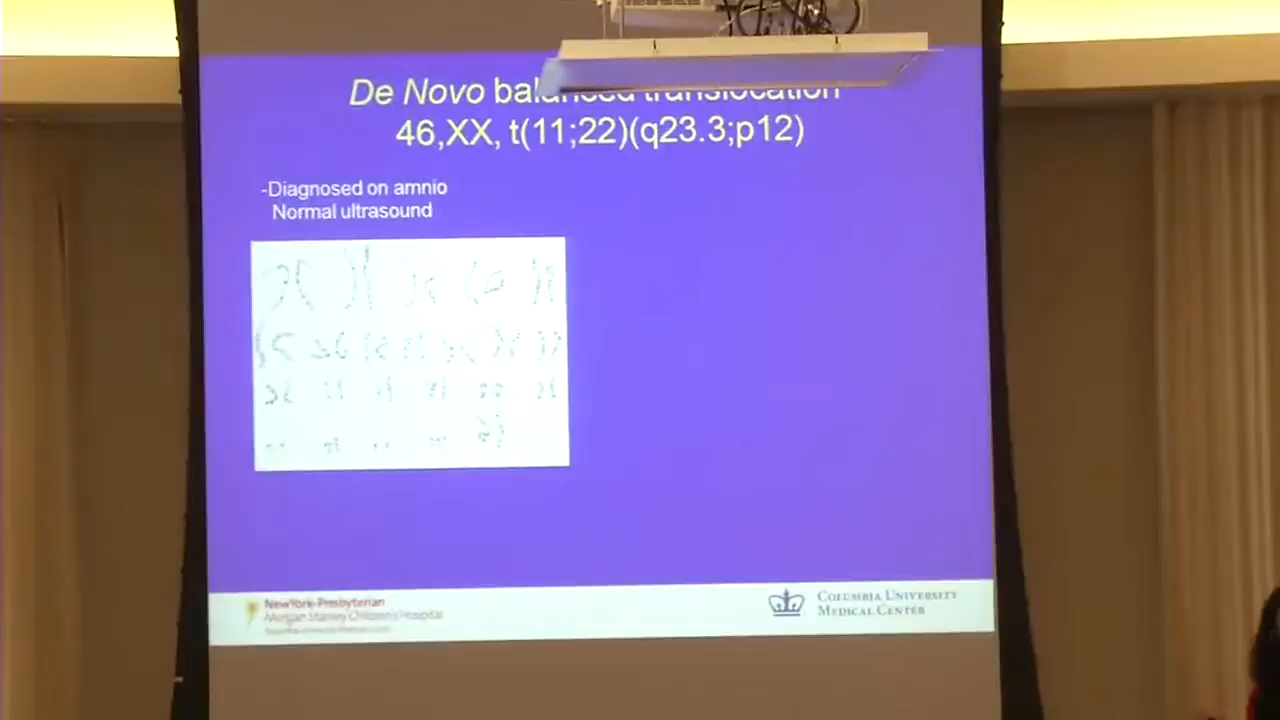 De Novo balanced translocation
46,XX, t(11;22)(q23.3;p12)
-Diagnosed on amnio
Normal ultrasound
NewYork-Presbyterian
Morgan Stanley Children's Hospital
COLUMBIA UNIVERSITY
MEDICAL CENTER